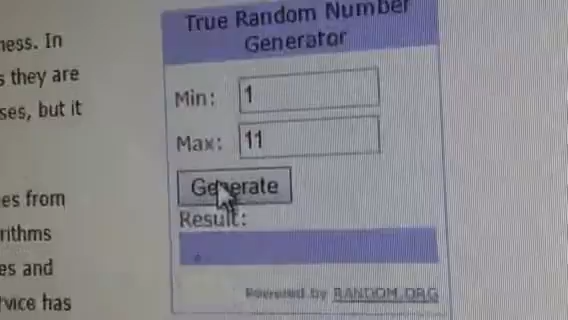 True Random Number
Generator
ness. In
s they are
ses, but it
Min: 1
Max: 11
Generate
Result:
es from
rithms
es and
rvice has
Powered by RANDOM.ORG